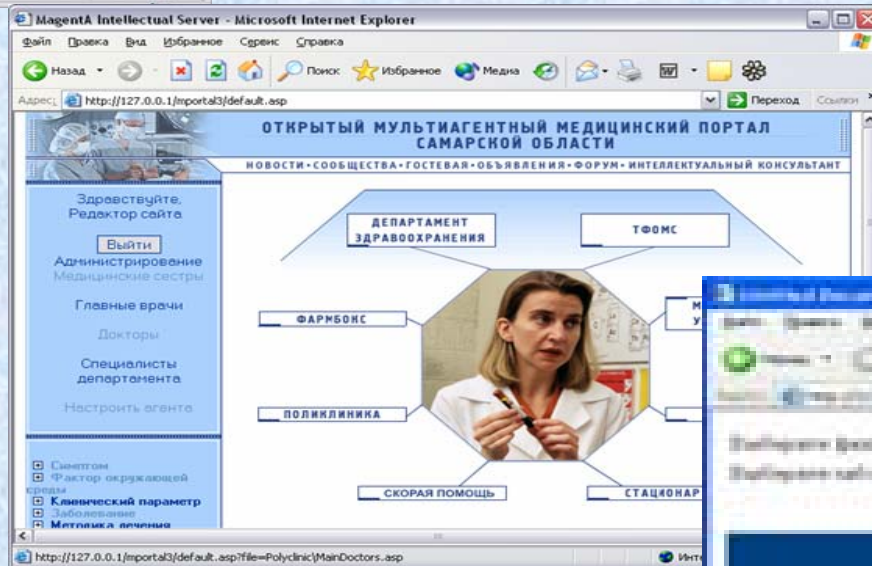 MagentA Intellectual Server - Microsoft Internet Explorer
Файл Правка Вид Избранное Сервис Справка
Назад Поиск Избранное Медиа
Адрес: http://127.0.0.1/mportal3/default.asp Переход Ссылки
ОТКРЫТЫЙ МУЛЬТИАГЕНТНЫЙ МЕДИЦИНСКИЙ ПОРТАЛ
САМАРСКОЙ ОБЛАСТИ
НОВОСТИ•СООБЩЕСТВА•ГОСТЕВАЯ•ОБЪЯВЛЕНИЯ•ФОРУМ•ИНТЕЛЛЕКТУАЛЬНЫЙ КОНСУЛЬТАНТ
Здравствуйте,
Редактор сайта
Выйти
Администрирование
Медицинские сестры
Главные врачи
Доктора
Специалисты
департамента
Настроить агента
Симптом
Фактор окружающей
среды
Клинический параметр
Заболевание
Методика лечения
ДЕПАРТАМЕНТ
ЗДРАВООХРАНЕНИЯ
ТФОМС
ФАРМБОКС
М
У
ПОЛИКЛИНИКА
СКОРАЯ ПОМОЩЬ
СТАЦИОНАР
http://127.0.0.1/mportal3/default.asp?file=Polyclinic\MainDoctors.asp